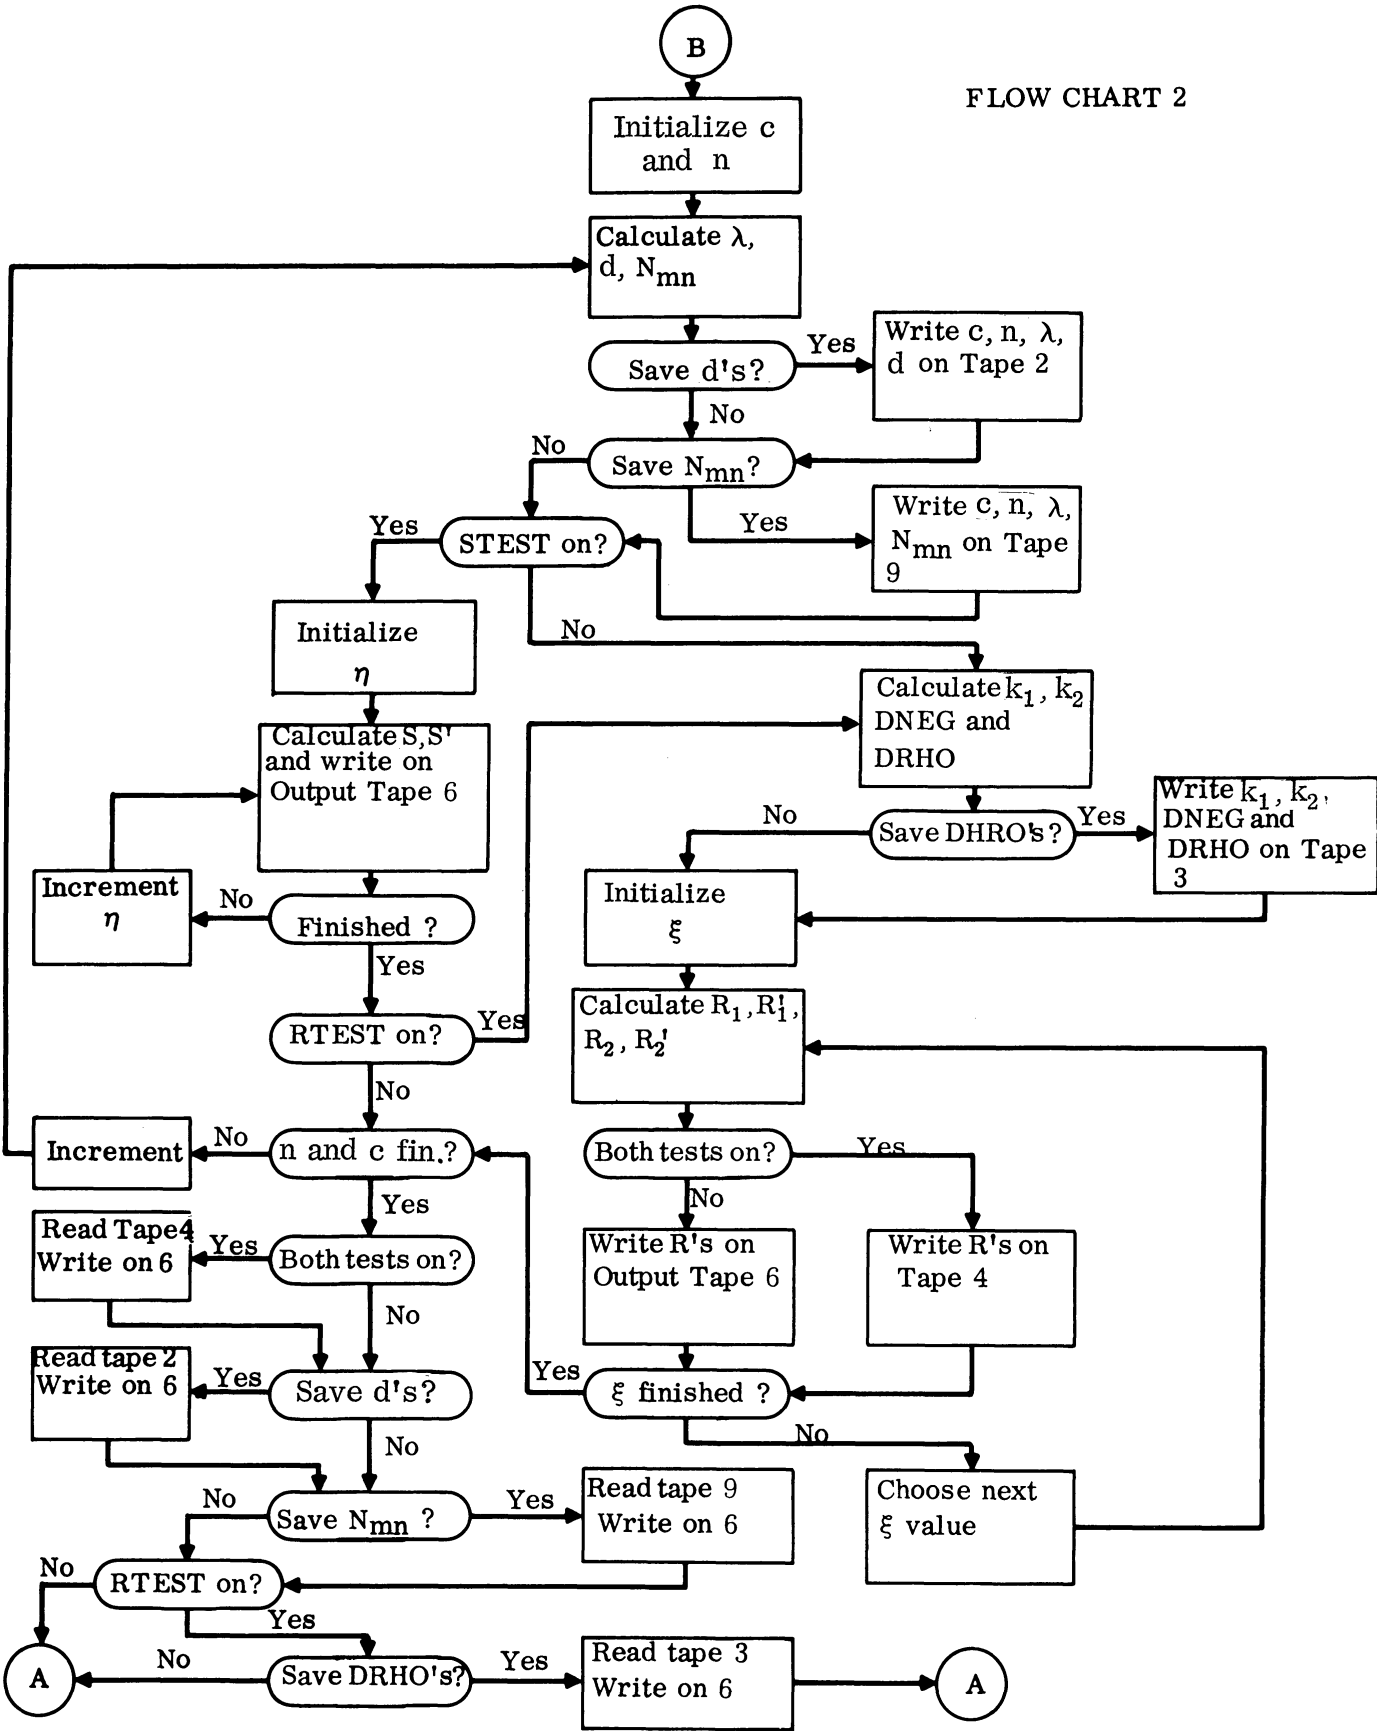 B
FLOW CHART 2
Initialize c
and n
Calculate λ,
d, Nmn
Save d's?
Yes
Write c, n, λ,
d on Tape 2
No
Save Nmn?
No
Yes
Write c, n, λ,
Nmn on Tape
9
STEST on?
Yes
No
Initialize
η
Calculate k1, k2
DNEG and
DRHO
Calculate S,S'
and write on
Output Tape 6
Save DHRO's?
No
Yes
Write k1, k2,
DNEG and
DRHO on Tape
3
Increment
η
No
Finished ?
Yes
Initialize
ξ
RTEST on?
Yes
No
Calculate R1, R1',
R2, R2'
Increment
No
n and c fin.?
Yes
Both tests on?
Yes
No
Read Tape 4
Write on 6
Yes
Both tests on?
No
Write R's on
Output Tape 6
Write R's on
Tape 4
Read tape 2
Write on 6
Yes
Save d's?
No
Yes
ξ finished ?
No
Choose next
ξ value
No
Save Nmn ?
Yes
Read tape 9
Write on 6
No
RTEST on?
Yes
A
No
Save DRHO's?
Yes
Read tape 3
Write on 6
A